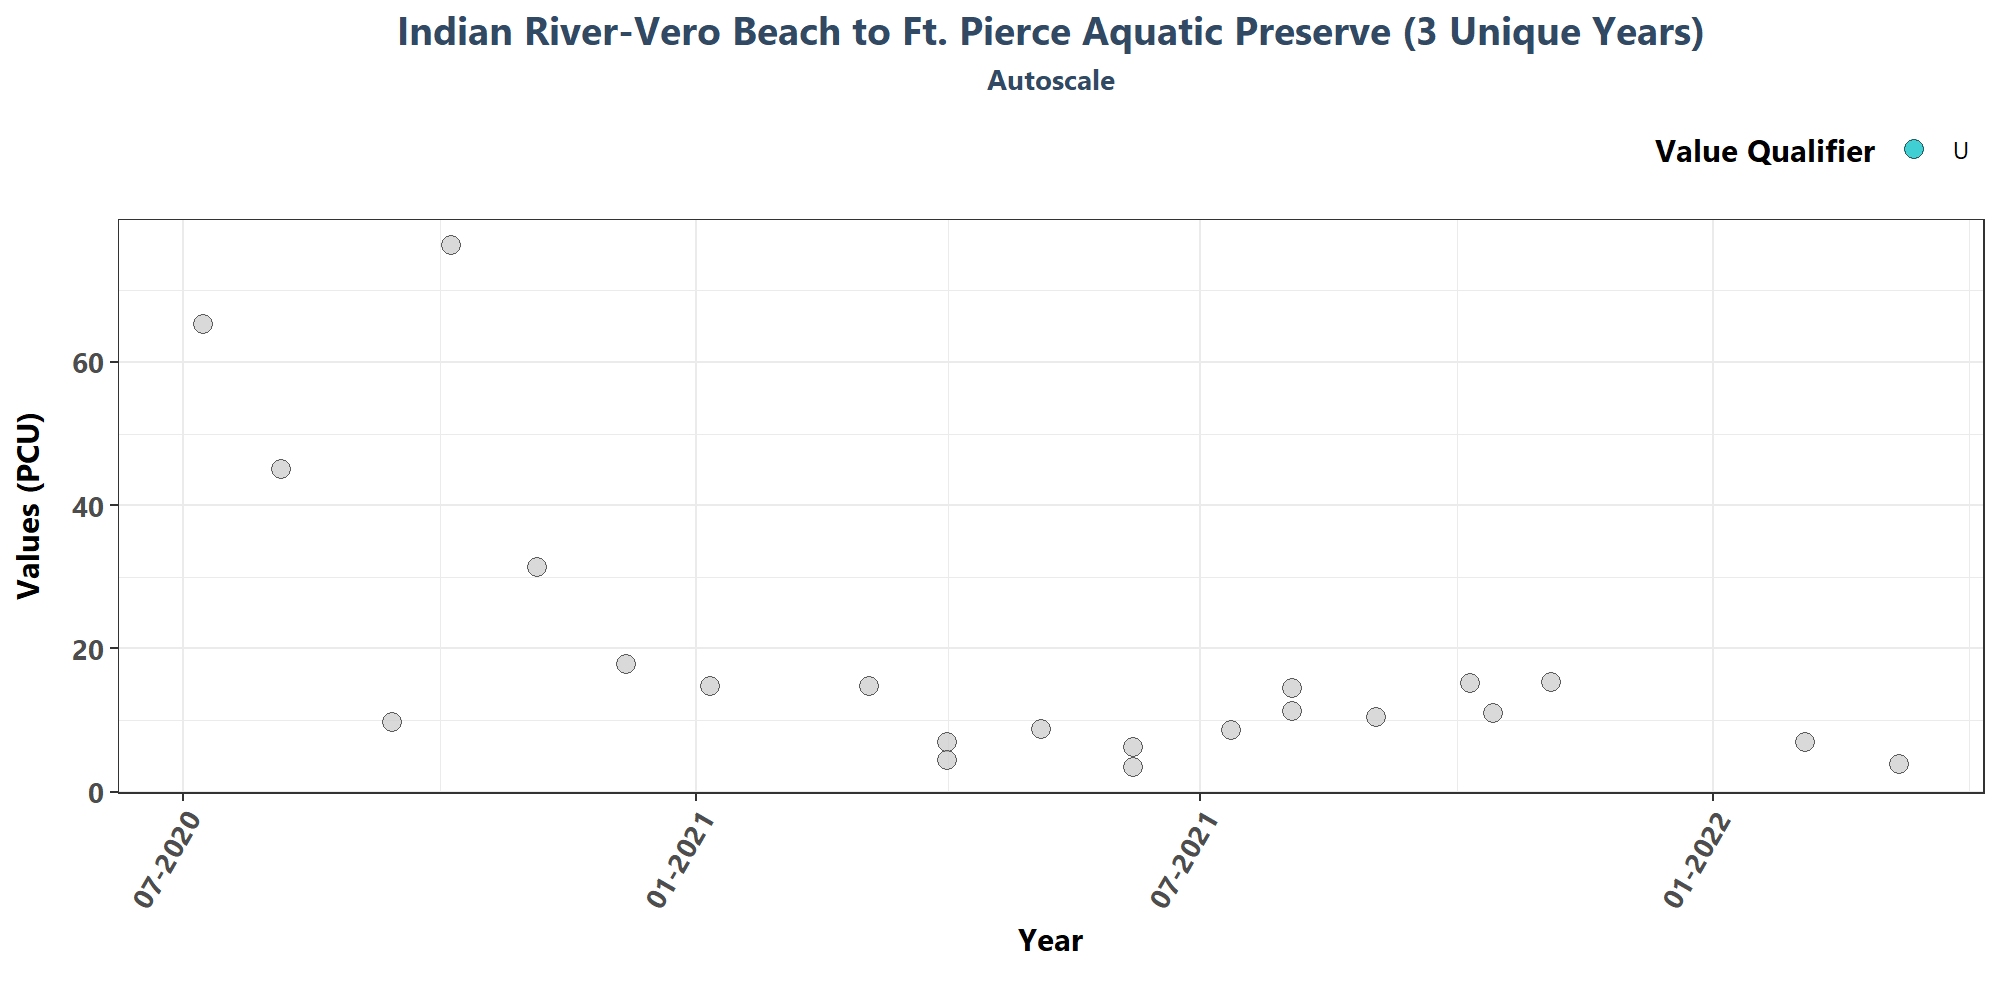 Indian River-Vero Beach to Ft. Pierce Aquatic Preserve (3 Unique Years)
Autoscale
Value Qualifier U
Values (PCU)
60
40
20
0
07-2020
01-2021
07-2021
01-2022
Year